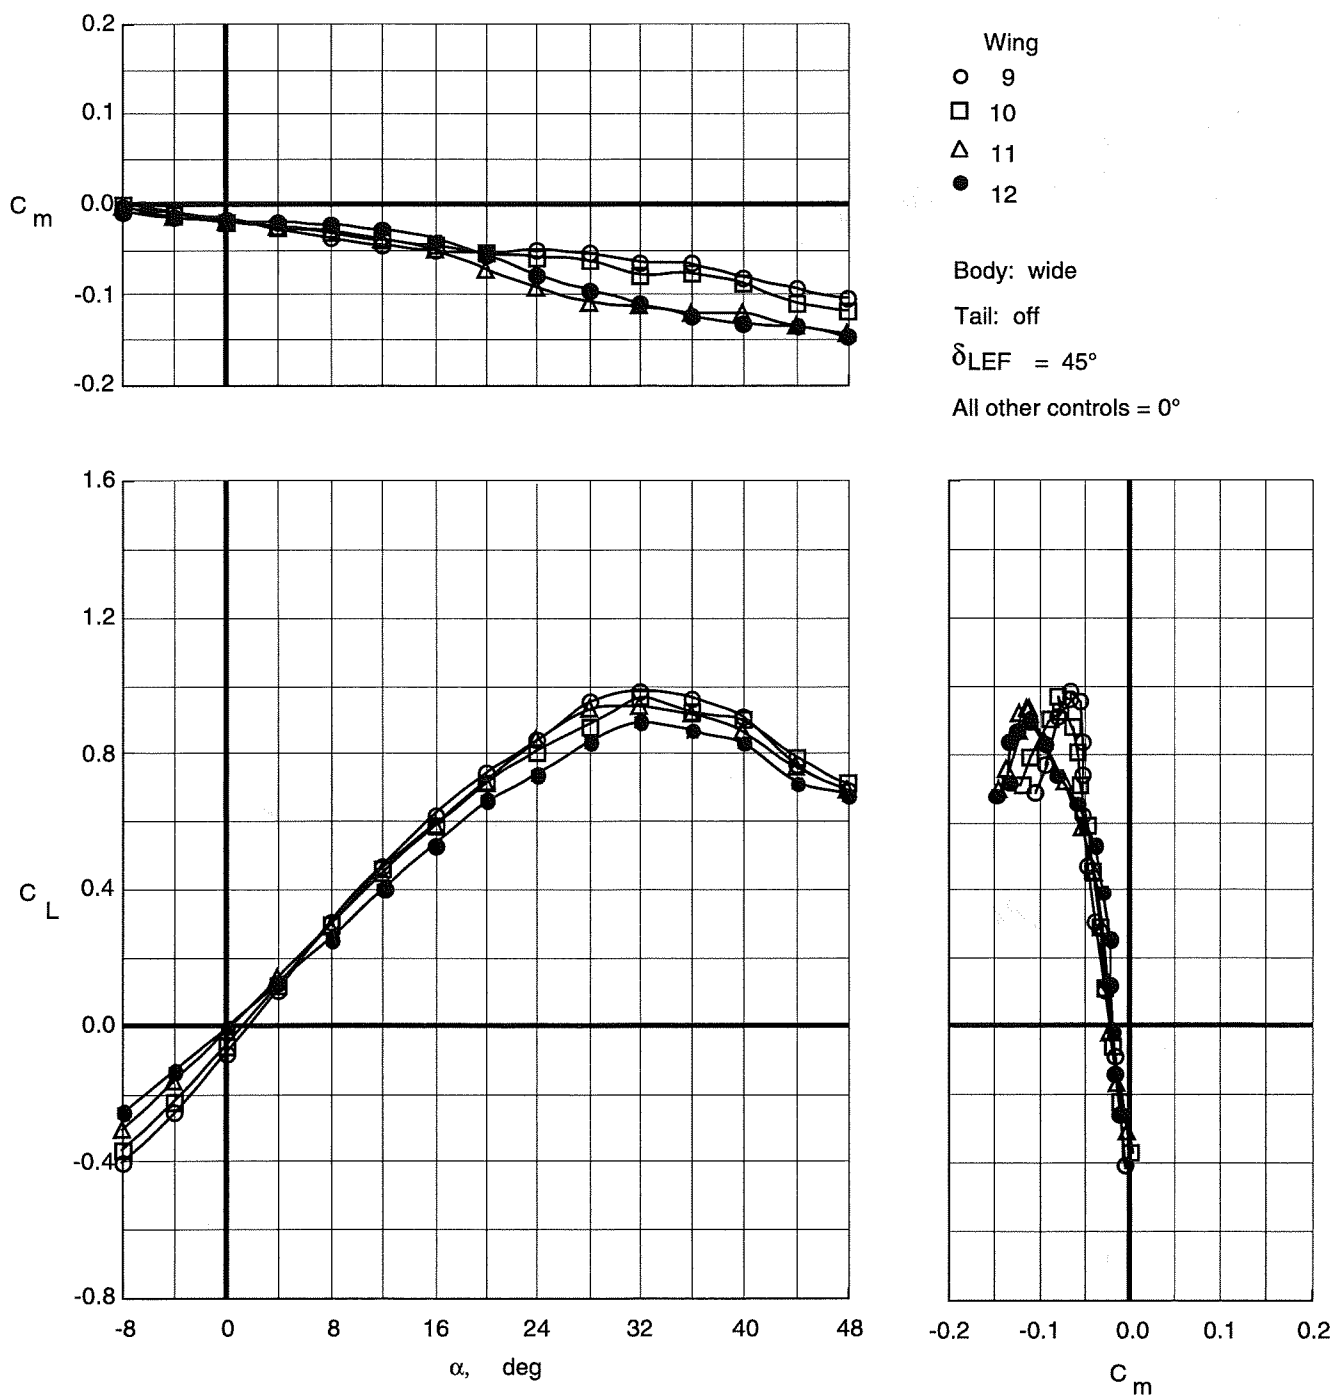 0.2
0.1
0.0
C m
-0.1
-0.2
Wing
9
10
11
12
Body: wide
Tail: off
δLEF = 45°
All other controls = 0°
1.6
1.2
0.8
0.4
C L
0.0
-0.4
-0.8
-8 0 8 16 24 32 40 48
α, deg
-0.2 -0.1 0.0 0.1 0.2
C m